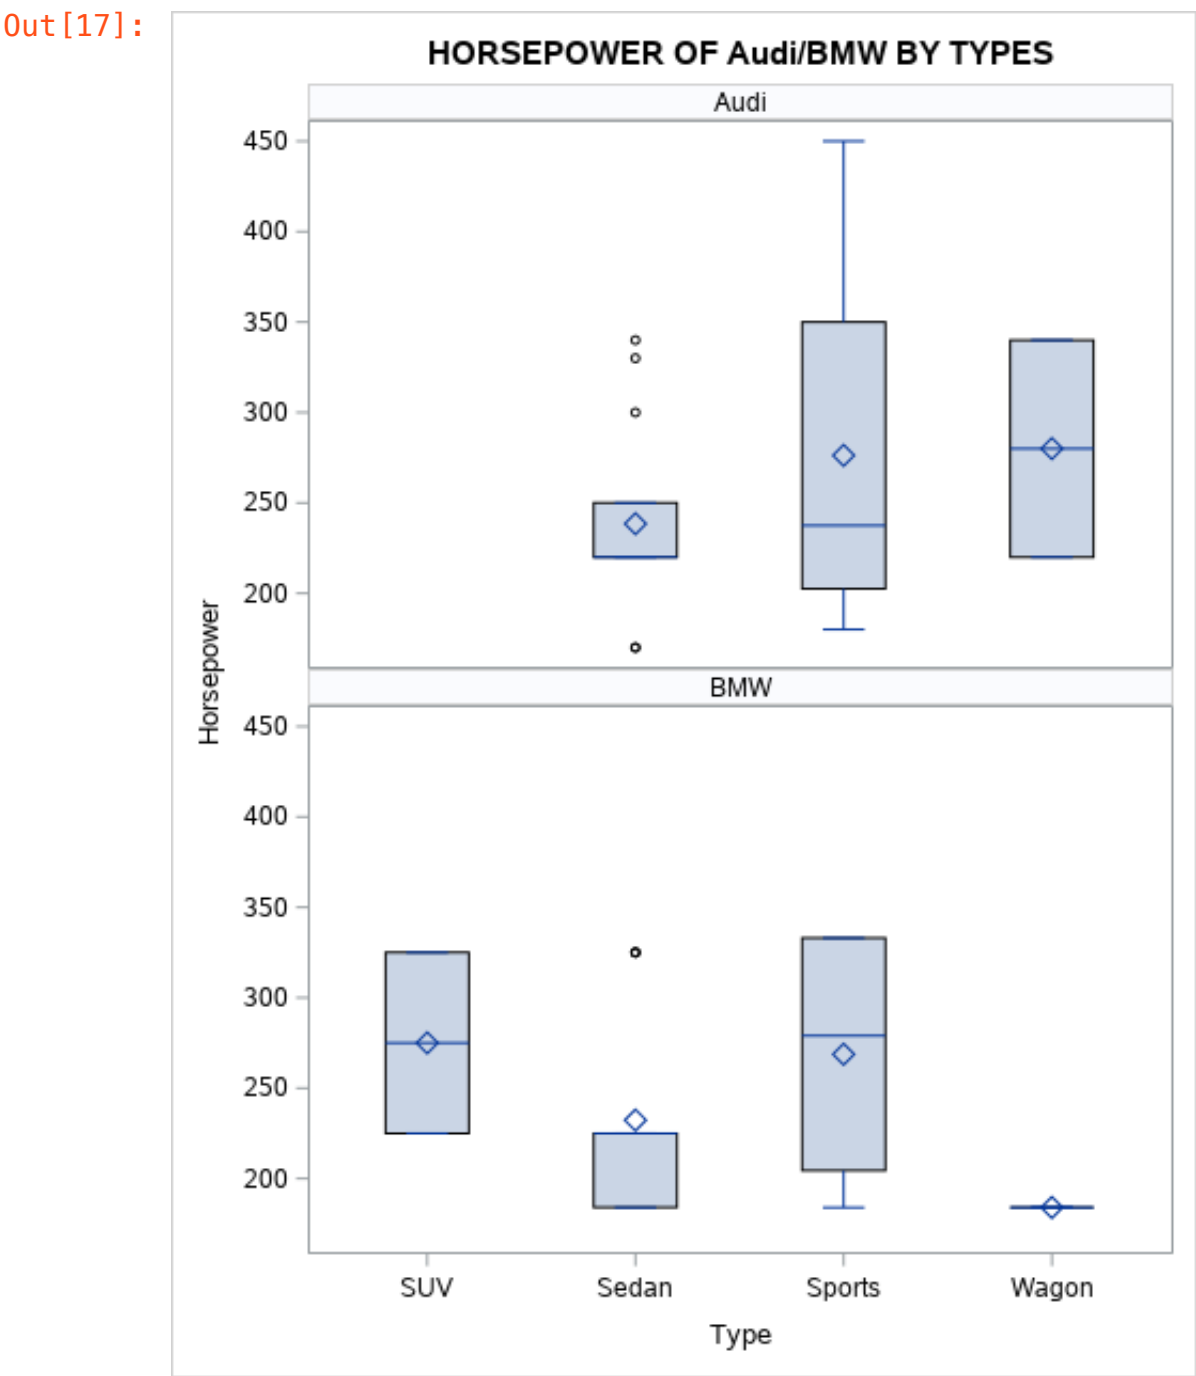 Out[17]:
HORSEPOWER OF Audi/BMW BY TYPES
Audi
450
400
350
300
250
200
Horsepower
BMW
450
400
350
300
250
200
SUV Sedan Sports Wagon
Type